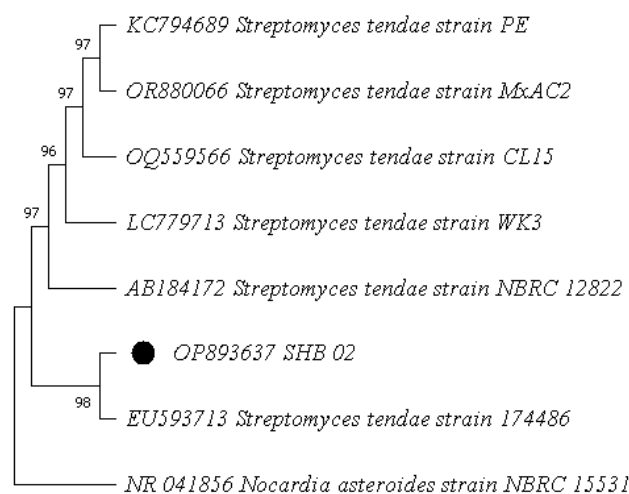 KC794689 Streptomyces tendae strain PE
97
OR880066 Streptomyces tendae strain MxAC2
97
OQ559566 Streptomyces tendae strain CL15
96
LC779713 Streptomyces tendae strain WK3
97
AB184172 Streptomyces tendae strain NBRC 12822
OP893637 SHB 02
EU593713 Streptomyces tendae strain 174486
98
NR 041856 Nocardia asteroides strain NBRC 15531